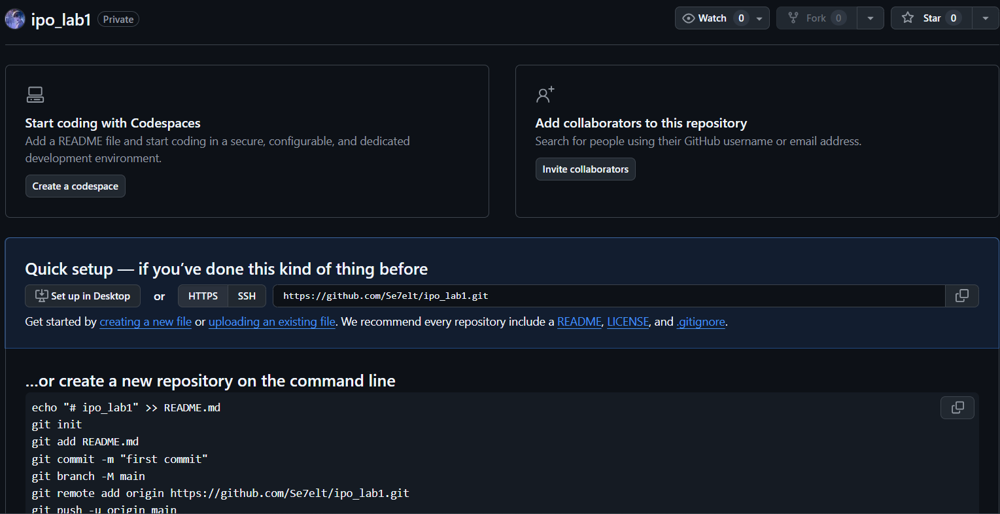 ipo_lab1 Private
Watch 0
Fork 0
Star 0
Start coding with Codespaces
Add a README file and start coding in a secure, configurable, and dedicated
development environment.
Create a codespace
Add collaborators to this repository
Search for people using their GitHub username or email address.
Invite collaborators
Quick setup — if you’ve done this kind of thing before
Set up in Desktop or HTTPS SSH https://github.com/Se7elt/ipo_lab1.git
Get started by creating a new file or uploading an existing file. We recommend every repository include a README, LICENSE, and .gitignore.
...or create a new repository on the command line
echo "# ipo_lab1" >> README.md
git init
git add README.md
git commit -m "first commit"
git branch -M main
git remote add origin https://github.com/Se7elt/ipo_lab1.git
git push -u origin main